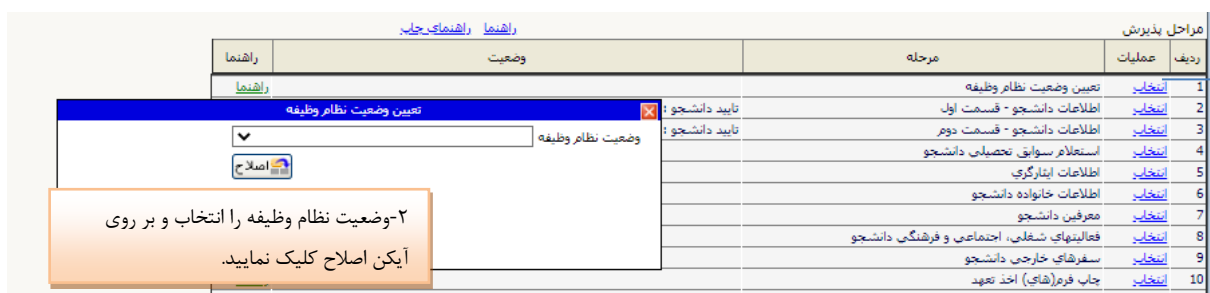 راهنما راهنمای چاپ
مراحل پذیرش
ردیف عملیات مرحله وضعیت راهنما
1 انتخاب تعیین وضعیت نظام وظیفه راهنما
2 انتخاب اطلاعات دانشجو - قسمت اول تایید دانشجو :
3 انتخاب اطلاعات دانشجو - قسمت دوم تایید دانشجو :
4 انتخاب استعلام سوابق تحصیلی دانشجو
5 انتخاب اطلاعات ایثارگري
6 انتخاب اطلاعات خانواده دانشجو
7 انتخاب معرفین دانشجو
8 انتخاب فعالیتهاي شغلی، اجتماعی و فرهنگی دانشجو
9 انتخاب سفرهاي خارجی دانشجو
10 انتخاب چاپ فرم(هاي) اخذ تعهد
تعیین وضعیت نظام وظیفه
وضعیت نظام وظیفه
اصلاح
۲-وضعیت نظام وظیفه را انتخاب و بر روی
آیکن اصلاح کلیک نمایید.